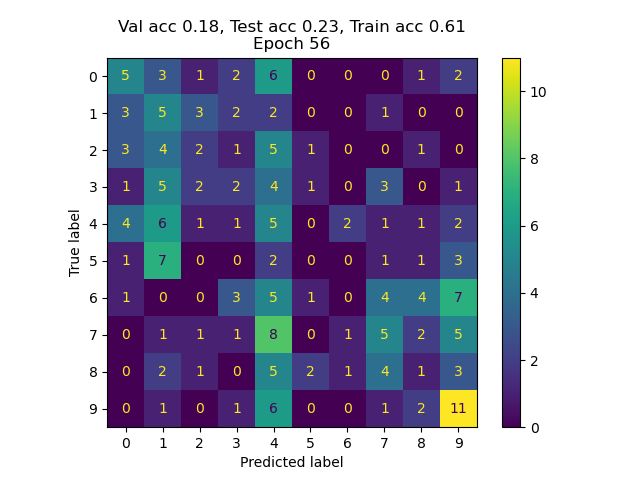 Val acc 0.18, Test acc 0.23, Train acc 0.61
Epoch 56
0 5 3 1 2 6 0 0 0 1 2
1 3 5 3 2 2 0 0 1 0 0
2 3 4 2 1 5 1 0 0 1 0
3 1 5 2 2 4 1 0 3 0 1
4 4 6 1 1 5 0 2 1 1 2
5 1 7 0 0 2 0 0 1 1 3
6 1 0 0 3 5 1 0 4 4 7
7 0 1 1 1 8 0 1 5 2 5
8 0 2 1 0 5 2 1 4 1 3
9 0 1 0 1 6 0 0 1 2 11
0 1 2 3 4 5 6 7 8 9
Predicted label
True label
10
8
6
4
2
0